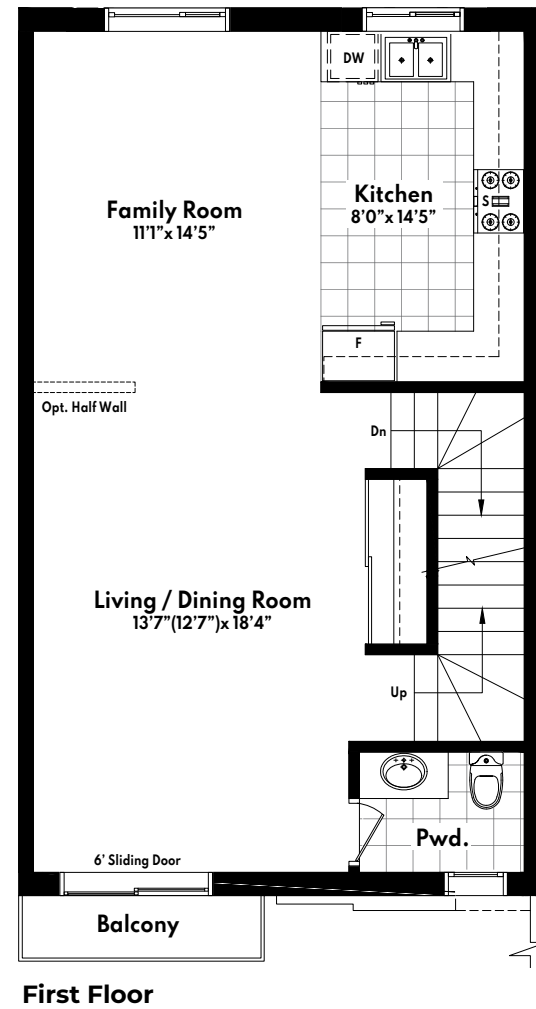 DW
Kitchen
8'0"x 14'5"
S
Family Room
11'1"x 14'5"
F
Opt. Half Wall
Dn
Living / Dining Room
13'7"(12'7")x 18'4"
Up
Pwd.
6' Sliding Door
Balcony
First Floor